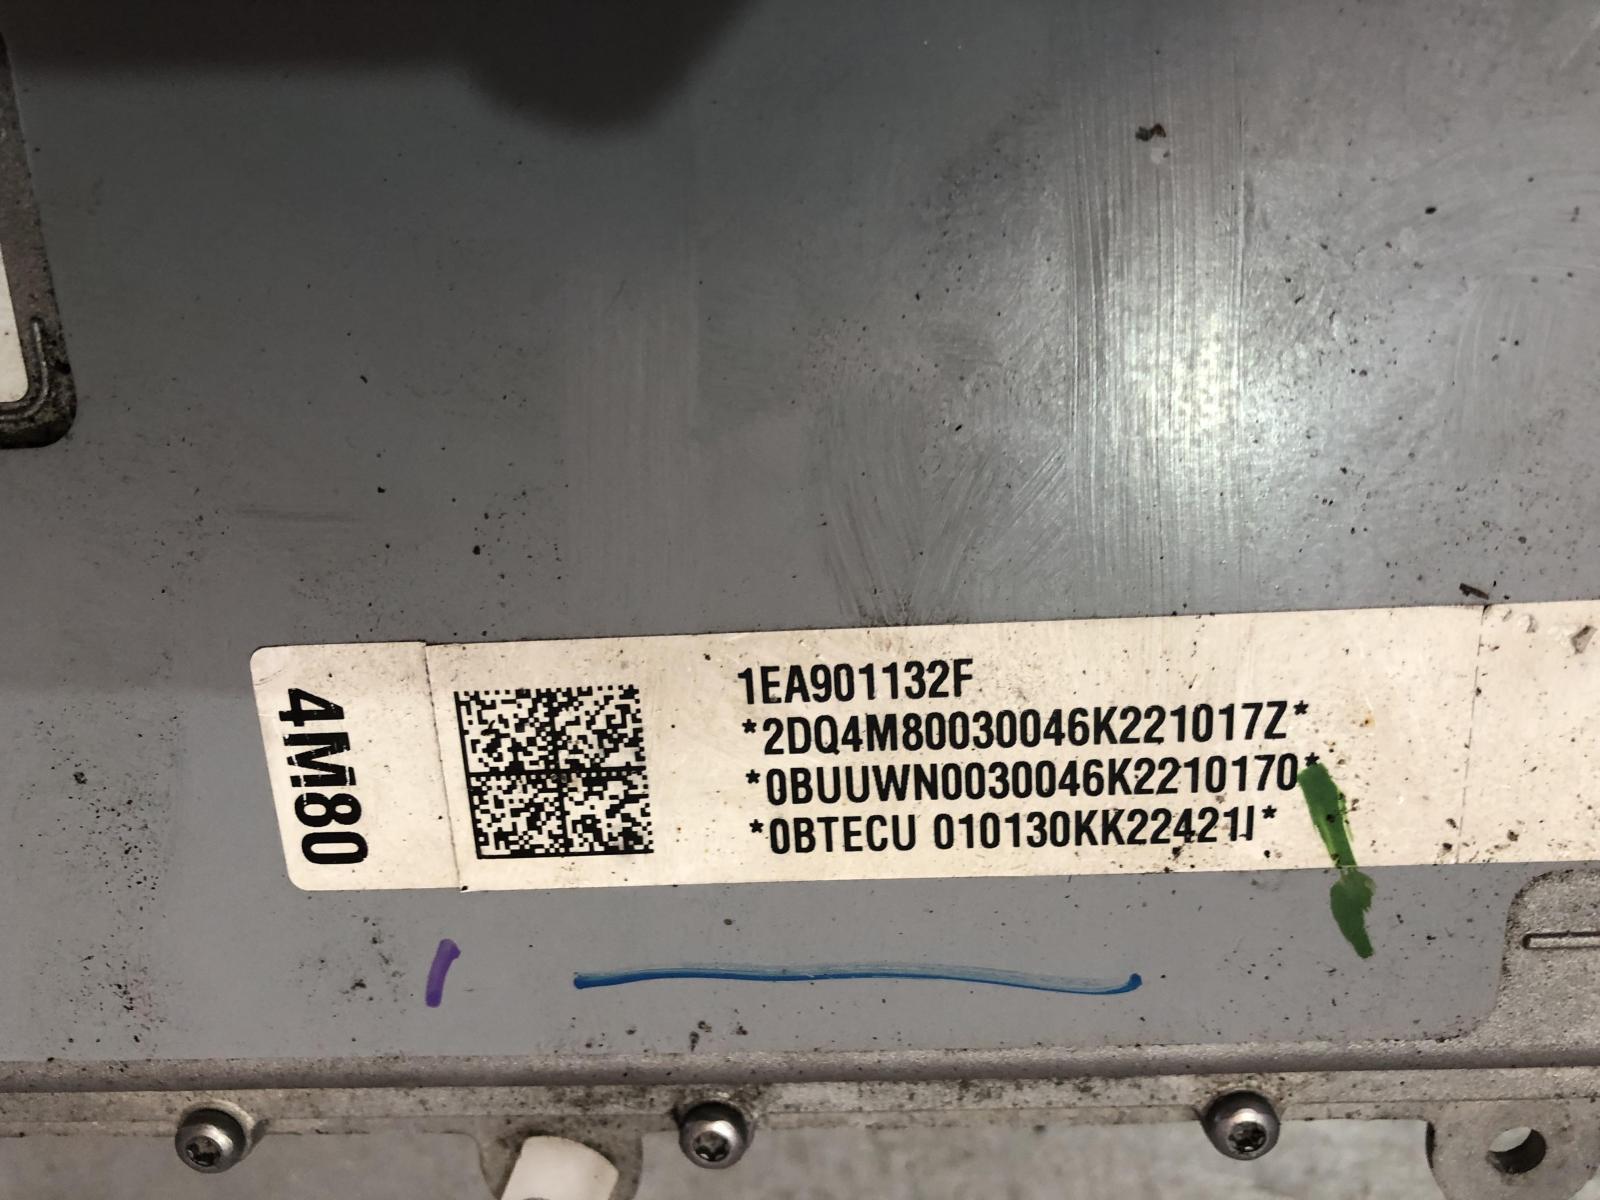 4M80
1EA901132F
*2DQ4M80030046K221017Z*
*0BUUWN0030046K2210170*
*0BTECU 010130KK22421J*